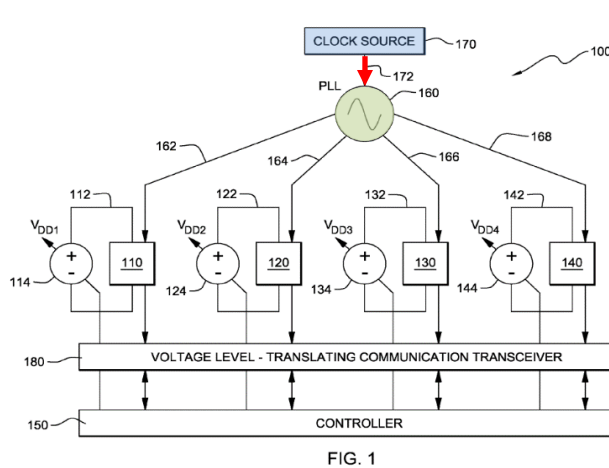 CLOCK SOURCE 170
100
172
PLL 160
162 164 166 168
112 122 132 142
VDD1 VDD2 VDD3 VDD4
110 120 130 140
114 124 134 144
180 VOLTAGE LEVEL - TRANSLATING COMMUNICATION TRANSCEIVER
150 CONTROLLER
FIG. 1